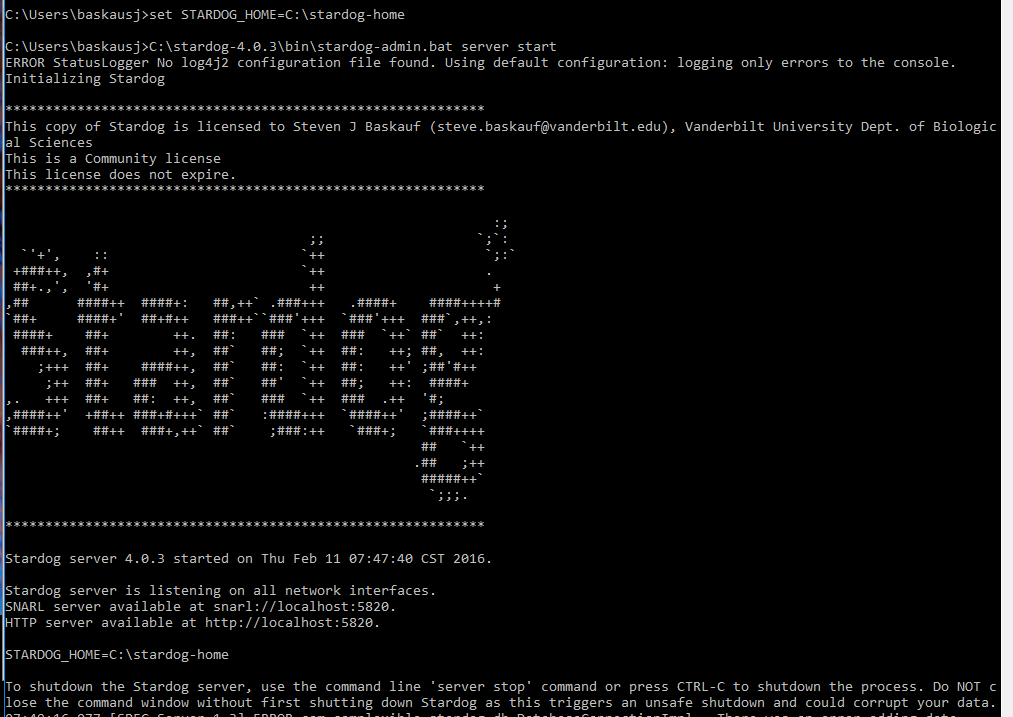 C:\Users\baskausj>set STARDOG_HOME=C:\stardog-home
C:\Users\baskausj>C:\stardog-4.0.3\bin\stardog-admin.bat server start
ERROR StatusLogger No log4j2 configuration file found. Using default configuration: logging only errors to the console.
Initializing Stardog
************************************************************
This copy of Stardog is licensed to Steven J Baskauf (steve.baskauf@vanderbilt.edu), Vanderbilt University Dept. of Biologic
al Sciences
This is a Community license
This license does not expire.
************************************************************
Stardog
************************************************************
Stardog server 4.0.3 started on Thu Feb 11 07:47:40 CST 2016.
Stardog server is listening on all network interfaces.
SNARL server available at snarl://localhost:5820.
HTTP server available at http://localhost:5820.
STARDOG_HOME=C:\stardog-home
To shutdown the Stardog server, use the command line 'server stop' command or press CTRL-C to shutdown the process. Do NOT c
lose the command window without first shutting down Stardog as this triggers an unsafe shutdown and could corrupt your data.